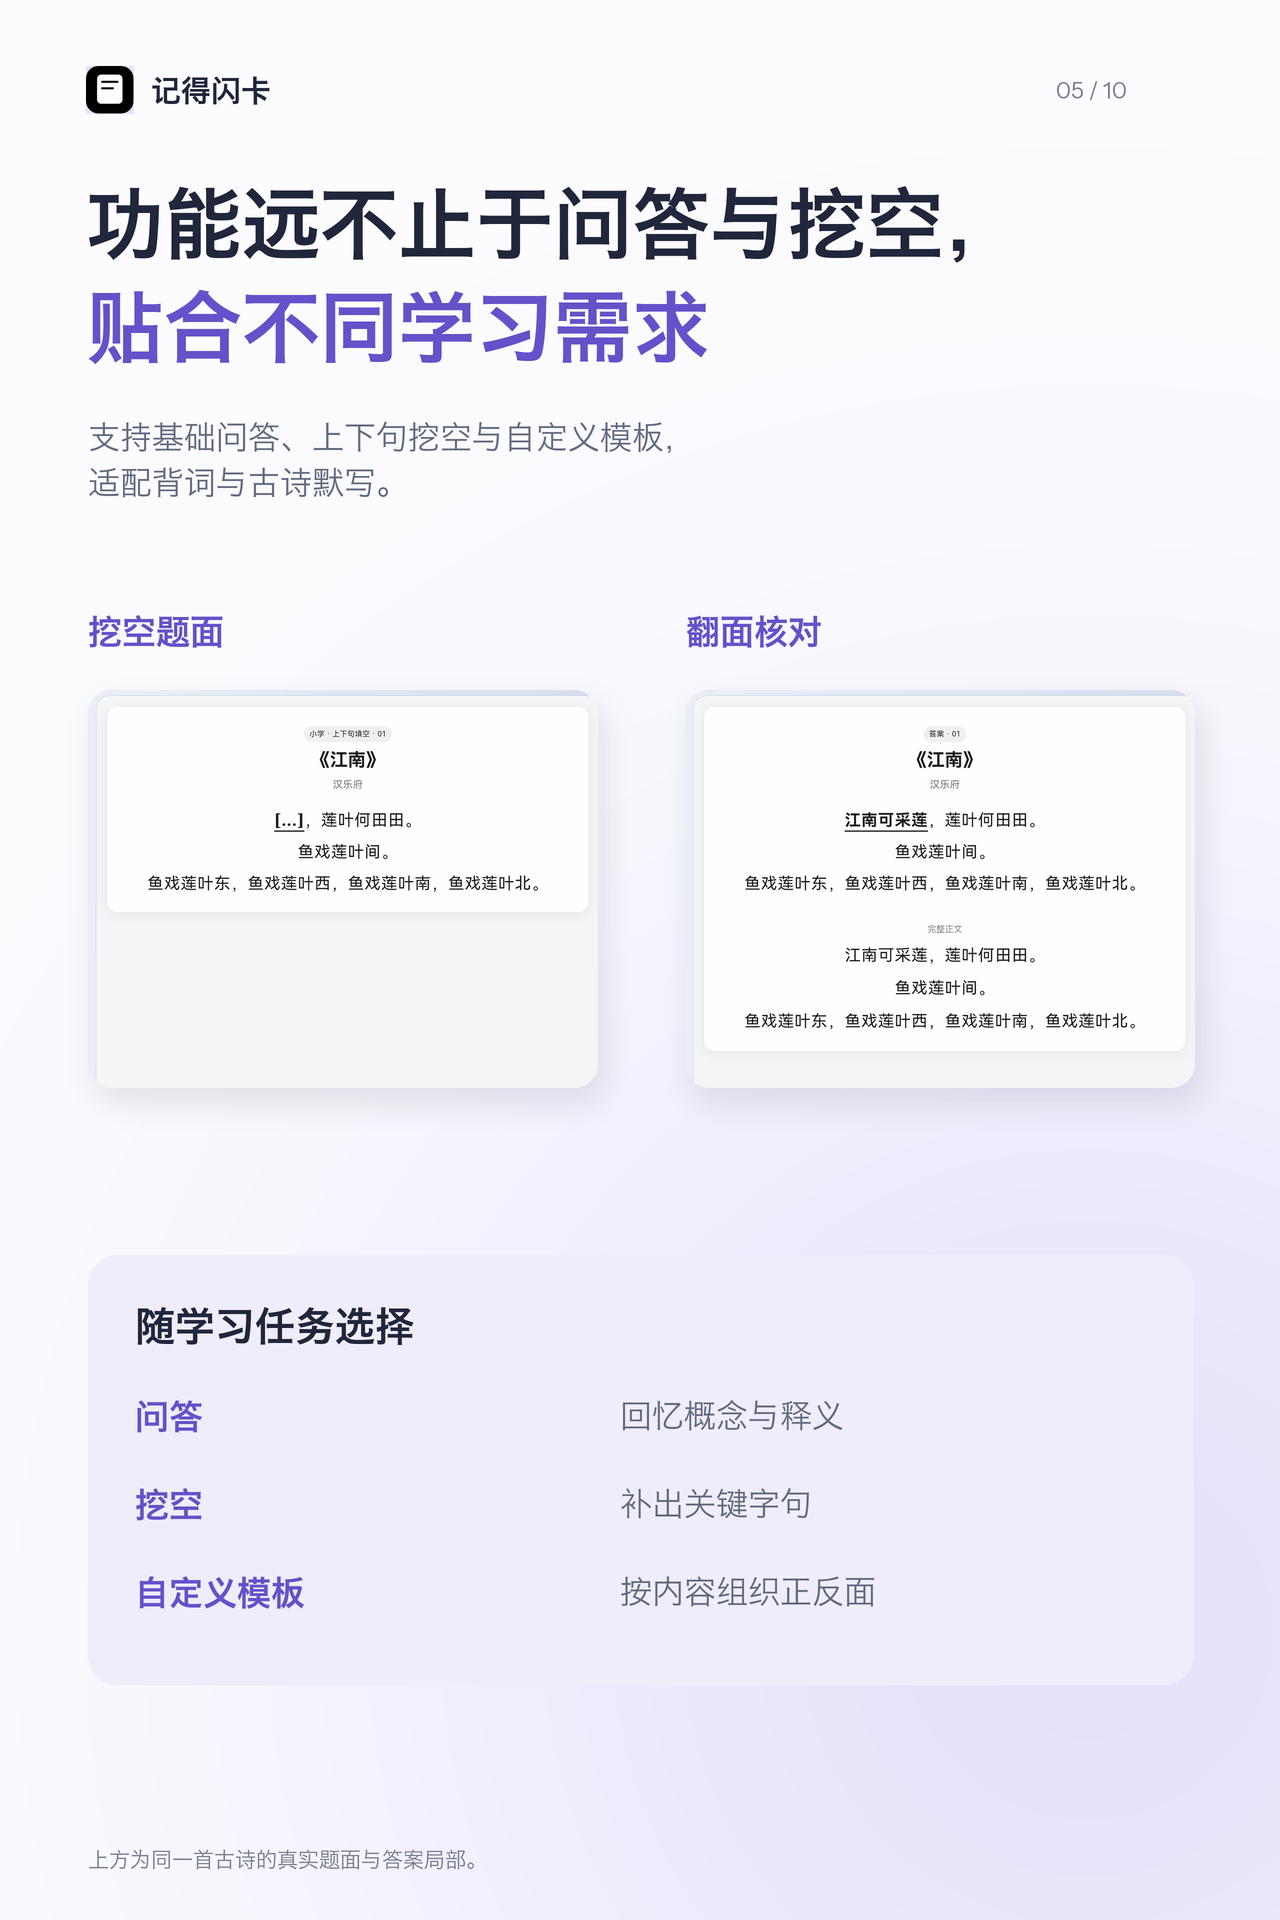 记得闪卡
05 / 10
功能远不止于问答与挖空，
贴合不同学习需求
支持基础问答、上下句挖空与自定义模板，
适配背词与古诗默写。
挖空题面
小学 · 上下句填空 · 01
《江南》
汉乐府
[...]，莲叶何田田。
鱼戏莲叶间。
鱼戏莲叶东，鱼戏莲叶西，鱼戏莲叶南，鱼戏莲叶北。
翻面核对
答案 · 01
《江南》
汉乐府
江南可采莲，莲叶何田田。
鱼戏莲叶间。
鱼戏莲叶东，鱼戏莲叶西，鱼戏莲叶南，鱼戏莲叶北。
完整正文
江南可采莲，莲叶何田田。
鱼戏莲叶间。
鱼戏莲叶东，鱼戏莲叶西，鱼戏莲叶南，鱼戏莲叶北。
随学习任务选择
问答 回忆概念与释义
挖空 补出关键字句
自定义模板 按内容组织正反面
上方为同一首古诗的真实题面与答案局部。